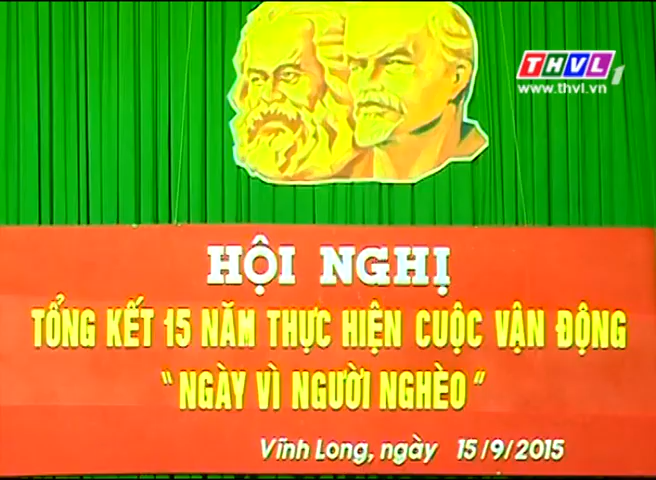 THVL1
www.thvl.vn
HỘI NGHỊ
TỔNG KẾT 15 NĂM THỰC HIỆN CUỘC VẬN ĐỘNG
"NGÀY VÌ NGƯỜI NGHÈO"
Vĩnh Long, ngày 15/9/2015